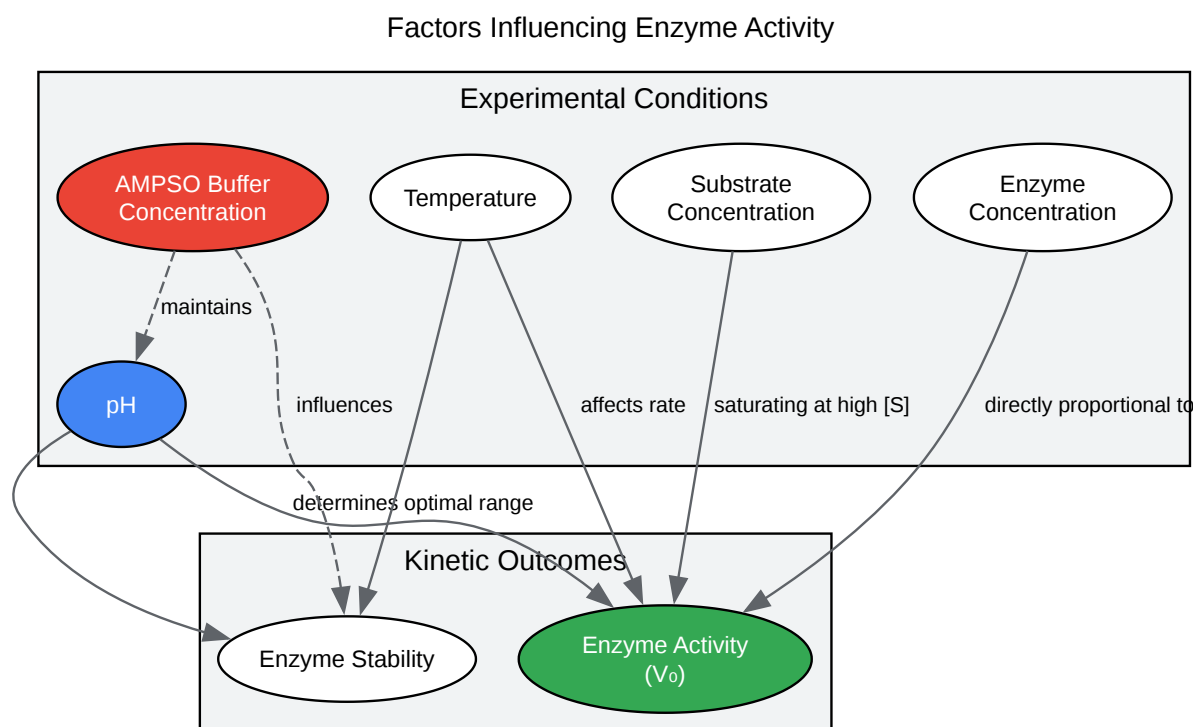 Factors Influencing Enzyme Activity
Experimental Conditions
AMPSO Buffer
Concentration
Temperature
Substrate
Concentration
Enzyme
Concentration
maintains
pH
influences
affects rate
saturating at high [S]
directly proportional to
determines optimal range
Kinetic Outcomes
Enzyme Stability
Enzyme Activity
(V₀)